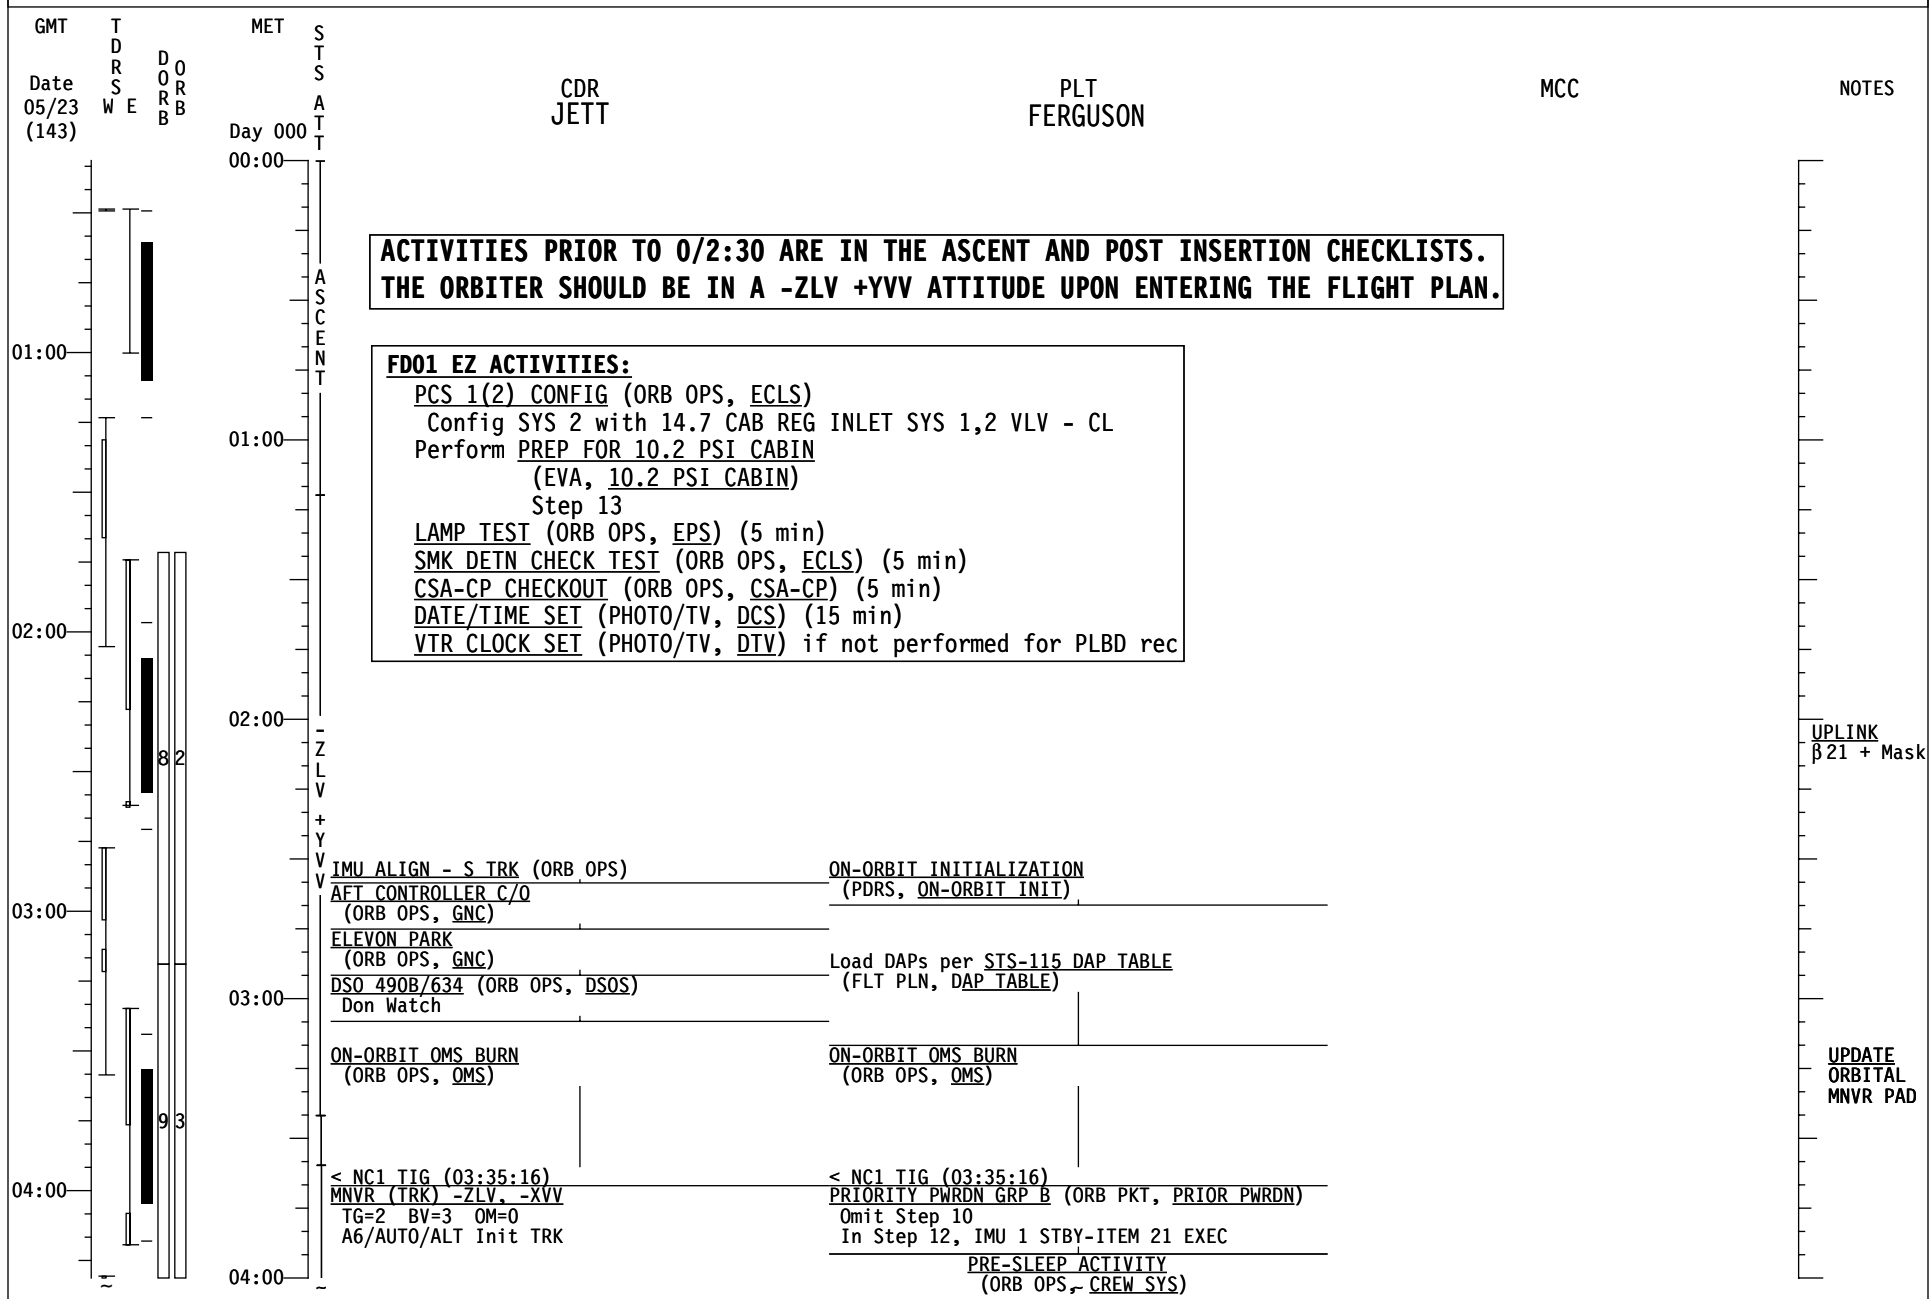 GMT
TDRS
W E
DORB
ORB
MET
STS ATT
Date
05/23
(143)
Day 000
CDR
JETT
PLT
FERGUSON
MCC
NOTES
00:00
ACTIVITIES PRIOR TO 0/2:30 ARE IN THE ASCENT AND POST INSERTION CHECKLISTS.
THE ORBITER SHOULD BE IN A -ZLV +YVV ATTITUDE UPON ENTERING THE FLIGHT PLAN.
ASCENT
01:00
FD01 EZ ACTIVITIES:
PCS 1(2) CONFIG (ORB OPS, ECLS)
Config SYS 2 with 14.7 CAB REG INLET SYS 1,2 VLV - CL
01:00
Perform PREP FOR 10.2 PSI CABIN
(EVA, 10.2 PSI CABIN)
Step 13
LAMP TEST (ORB OPS, EPS) (5 min)
SMK DETN CHECK TEST (ORB OPS, ECLS) (5 min)
CSA-CP CHECKOUT (ORB OPS, CSA-CP) (5 min)
DATE/TIME SET (PHOTO/TV, DCS) (15 min)
02:00
VTR CLOCK SET (PHOTO/TV, DTV) if not performed for PLBD rec
02:00
-ZLV +YVV
8 2
UPLINK
β21 + Mask
IMU ALIGN - S TRK (ORB OPS)
AFT CONTROLLER C/O
(ORB OPS, GNC)
ELEVON PARK
(ORB OPS, GNC)
DSO 490B/634 (ORB OPS, DSOS)
Don Watch
ON-ORBIT OMS BURN
(ORB OPS, OMS)
< NC1 TIG (03:35:16)
MNVR (TRK) -ZLV, -XVV
TG=2 BV=3 OM=0
A6/AUTO/ALT Init TRK
ON-ORBIT INITIALIZATION
(PDRS, ON-ORBIT INIT)
Load DAPs per STS-115 DAP TABLE
(FLT PLN, DAP TABLE)
ON-ORBIT OMS BURN
(ORB OPS, OMS)
< NC1 TIG (03:35:16)
PRIORITY PWRDN GRP B (ORB PKT, PRIOR PWRDN)
Omit Step 10
In Step 12, IMU 1 STBY-ITEM 21 EXEC
PRE-SLEEP ACTIVITY
(ORB OPS, CREW SYS)
03:00
03:00
9 3
UPDATE
ORBITAL
MNVR PAD
04:00
04:00
~
~
~